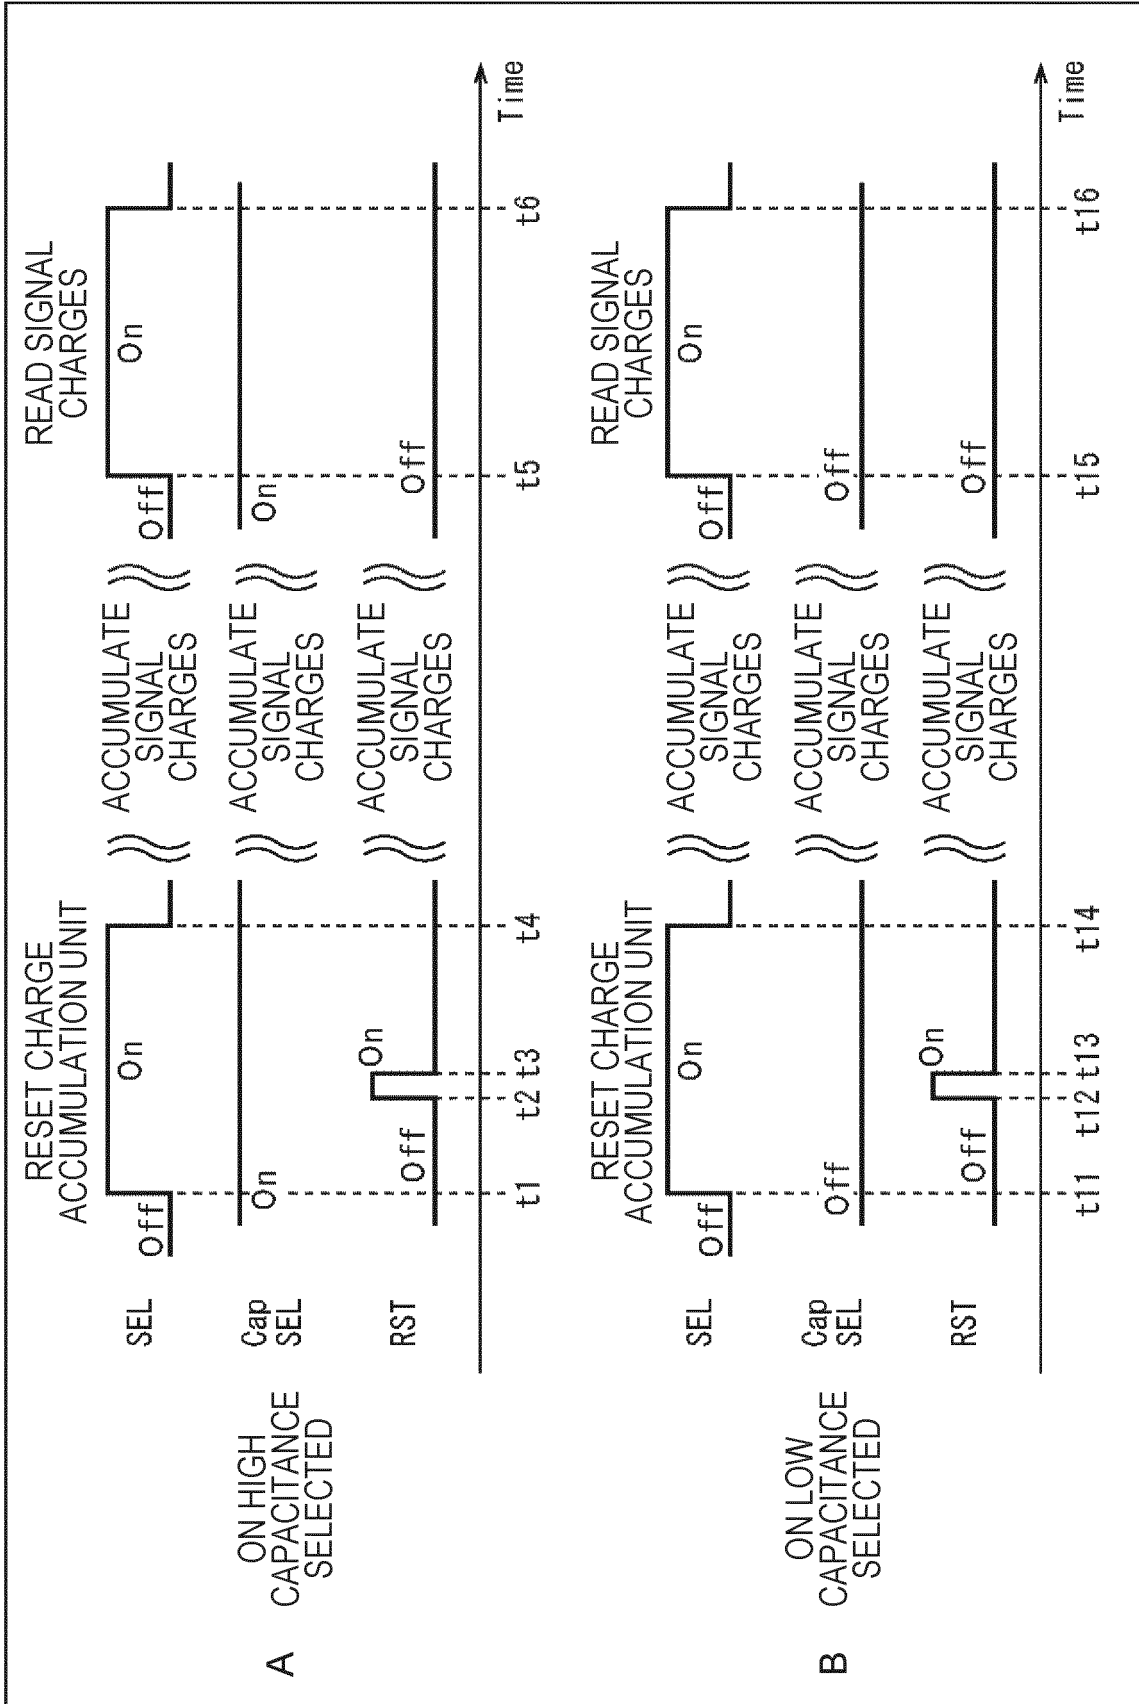 A
ON HIGH
CAPACITANCE
SELECTED
RESET CHARGE
ACCUMULATION UNIT
READ SIGNAL
CHARGES
SEL
Off
On
ACCUMULATE
SIGNAL
CHARGES
Off
On
Cap
SEL
On
ACCUMULATE
SIGNAL
CHARGES
On
RST
Off
On
ACCUMULATE
SIGNAL
CHARGES
Off
t1
t2
t3
t4
t5
t6
Time
B
ON LOW
CAPACITANCE
SELECTED
RESET CHARGE
ACCUMULATION UNIT
READ SIGNAL
CHARGES
SEL
Off
On
ACCUMULATE
SIGNAL
CHARGES
Off
On
Cap
SEL
Off
ACCUMULATE
SIGNAL
CHARGES
Off
RST
Off
On
ACCUMULATE
SIGNAL
CHARGES
Off
t11
t12
t13
t14
t15
t16
Time